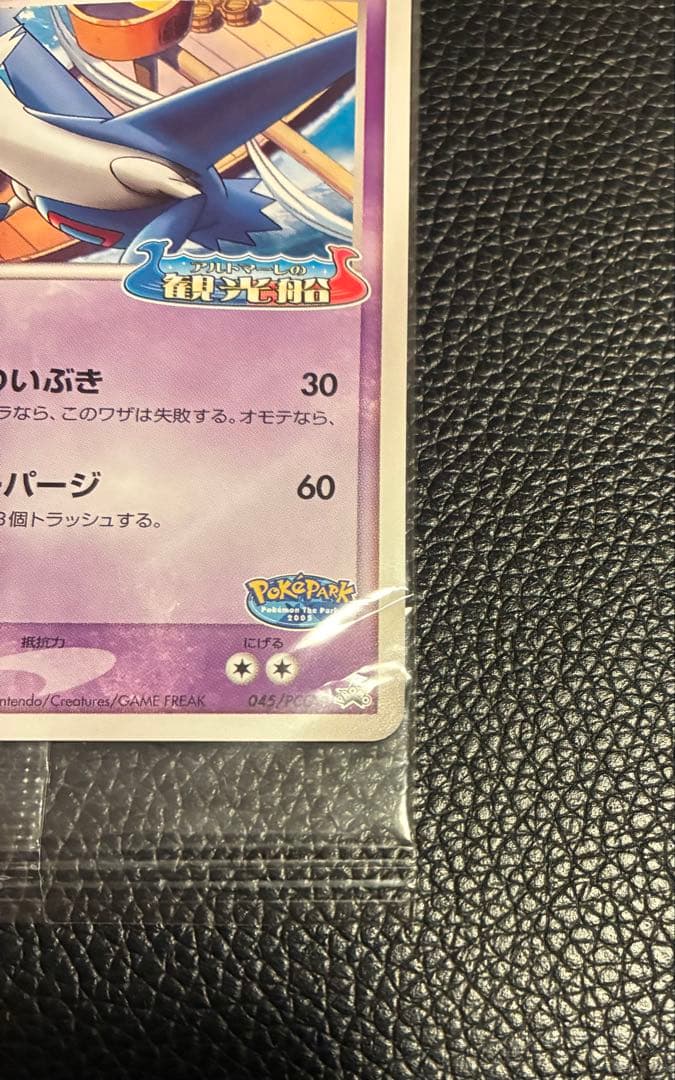 アルトマーレの
観光船
いぶき 30
ラなら、このワザは失敗する。オモテなら、
パージ 60
3個トラッシュする。
POKÉPARK
Pokémon The Park
2005
抵抗力 にげる
ntendo/Creatures/GAME FREAK 045/PCG